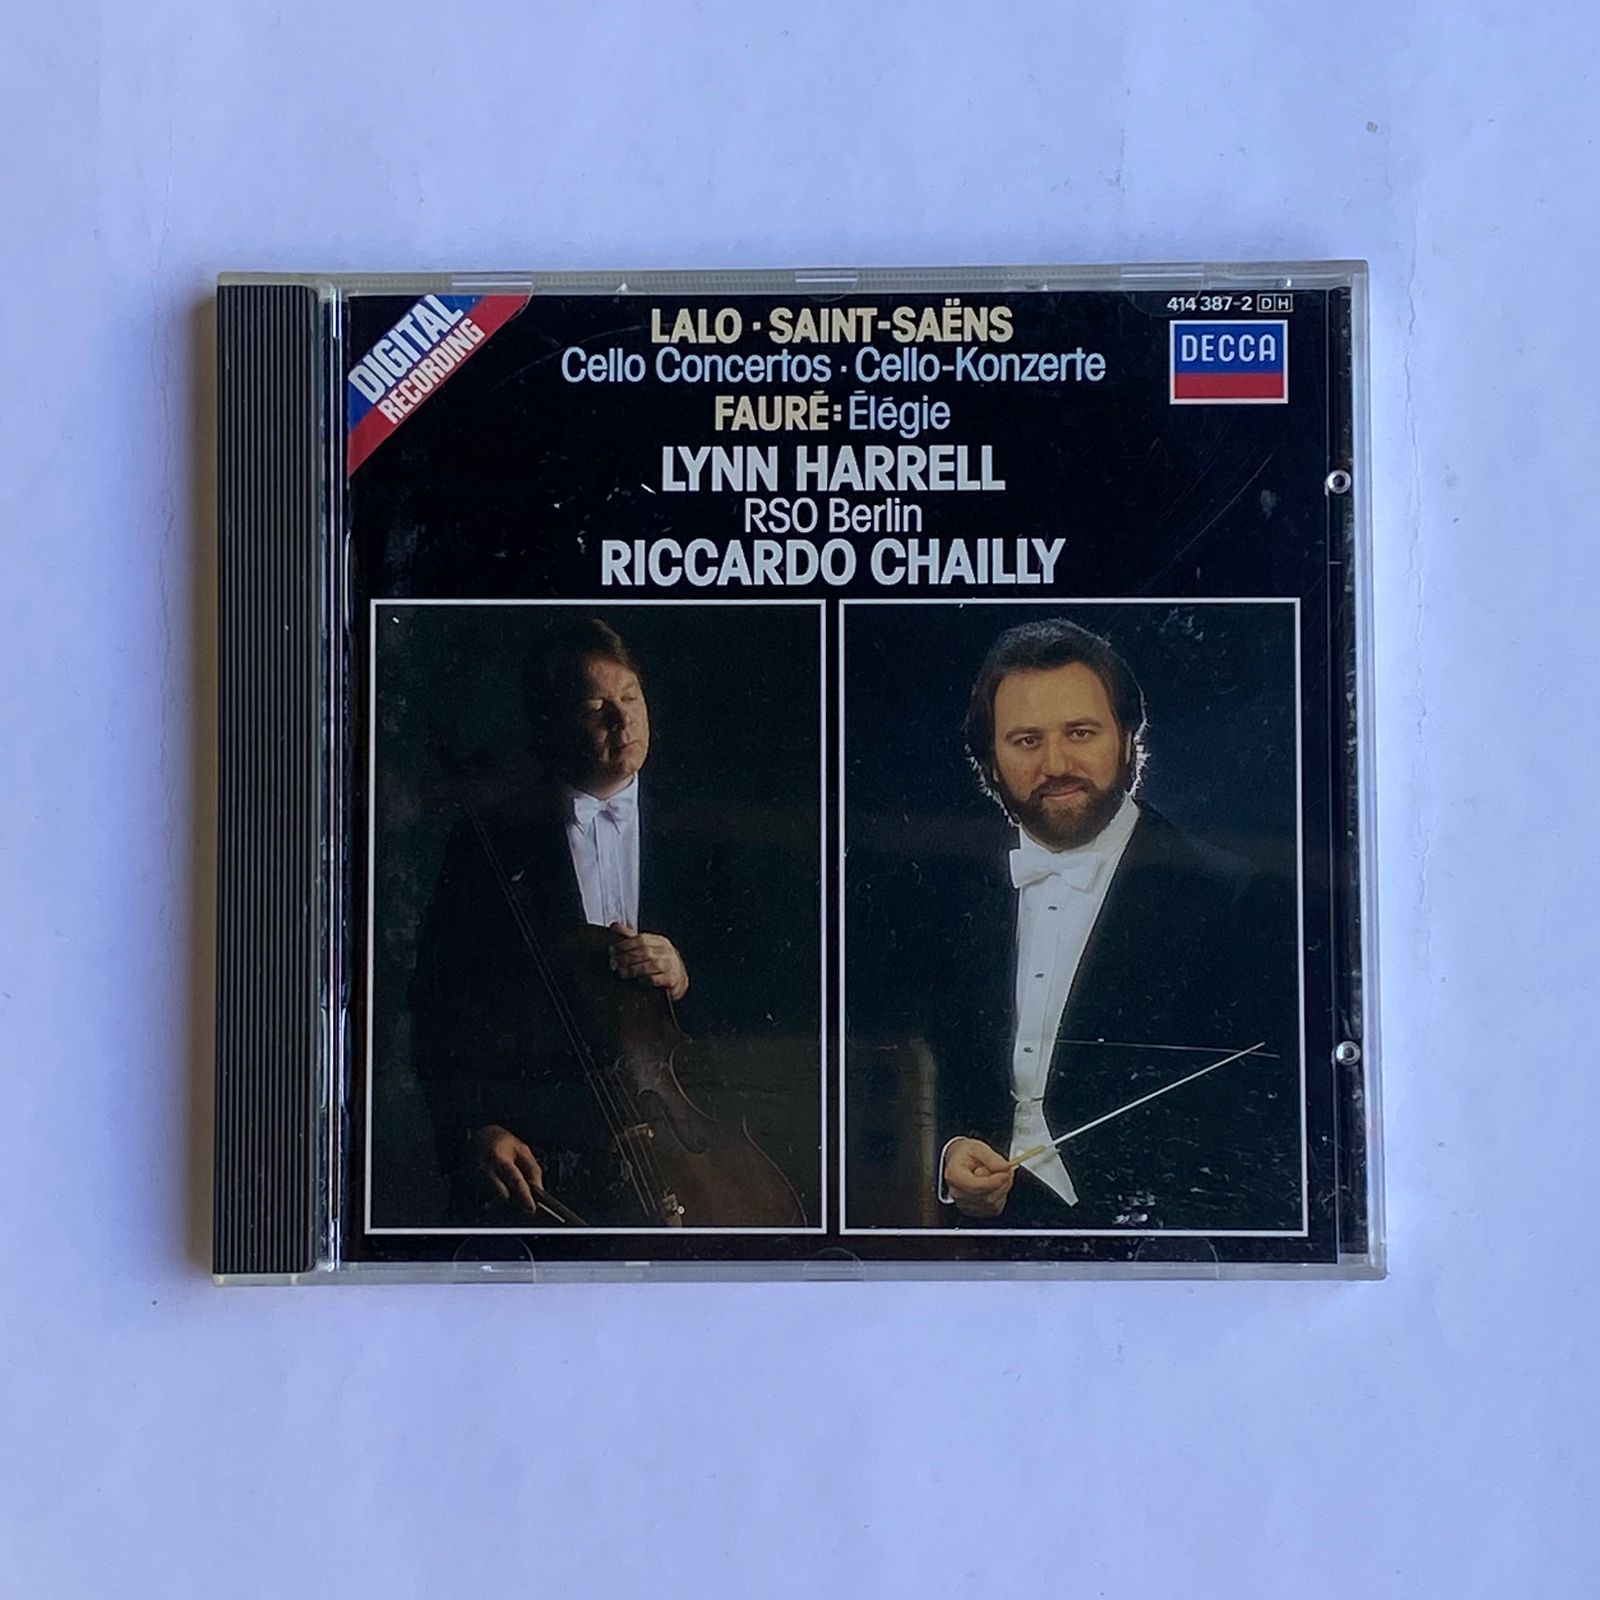 DIGITAL
RECORDING
LALO · SAINT-SAËNS
Cello Concertos · Cello-Konzerte
FAURÉ: Élégie
LYNN HARRELL
RSO Berlin
RICCARDO CHAILLY
414 387-2 DH
DECCA